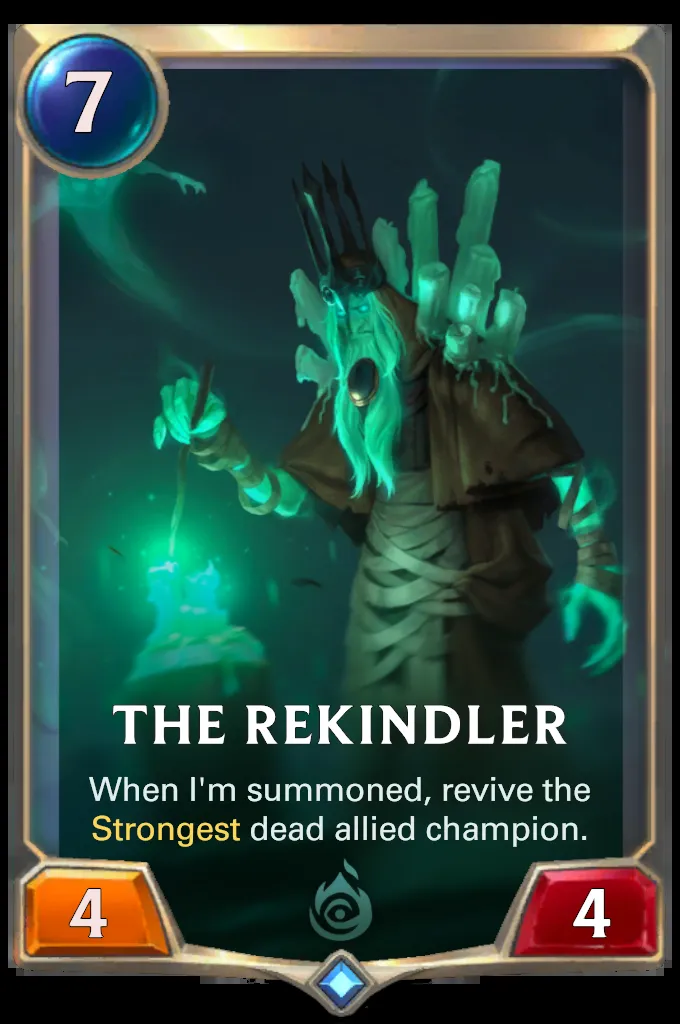 7
THE REKINDLER
When I'm summoned, revive the
Strongest dead allied champion.
4 4